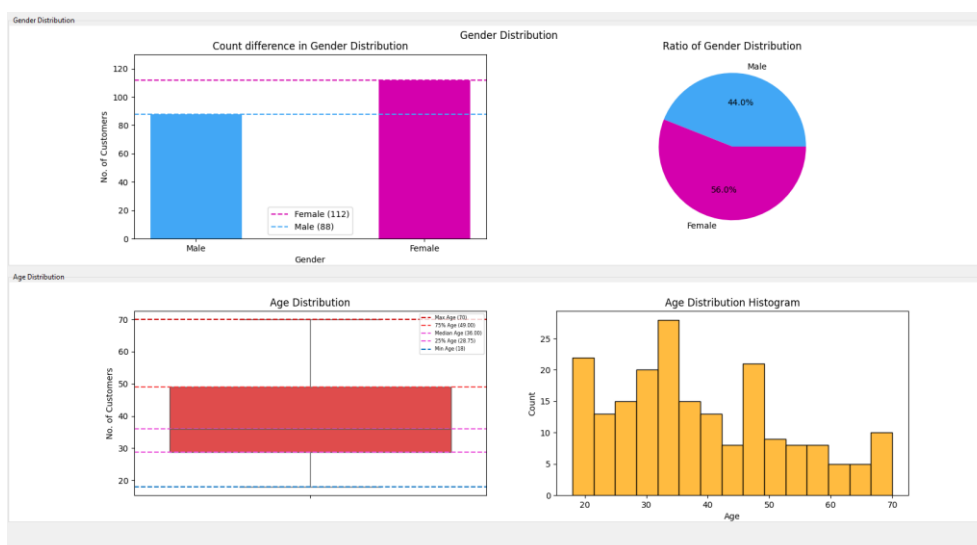 Gender Distribution
Gender Distribution
Count difference in Gender Distribution
120
100
80
60
40
20
0
No. of Customers
Female (112)
Male (88)
Male
Female
Gender
Ratio of Gender Distribution
Male
44.0%
56.0%
Female
Age Distribution
Age Distribution
70
60
50
40
30
20
No. of Customers
Max Age (70)
75% Age (49.00)
Median Age (36.00)
25% Age (28.75)
Min Age (18)
Age Distribution Histogram
25
20
15
10
5
0
Count
20
30
40
50
60
70
Age